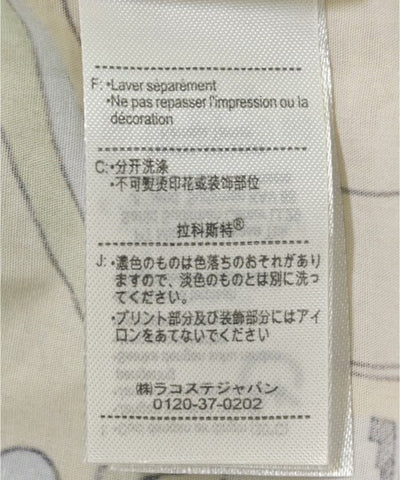 F: •Laver séparément
•Ne pas repasser l'impression ou la
décoration
C: •分开洗涤
•不可熨烫印花或装饰部位
拉科斯特®
J: •濃色のものは色落ちのおそれがあり
ますので、淡色のものとは別に洗っ
てください。
•プリント部分及び装飾部分にはアイ
ロンをあてないでください
㈱ラコステジャパン
0120-37-0202